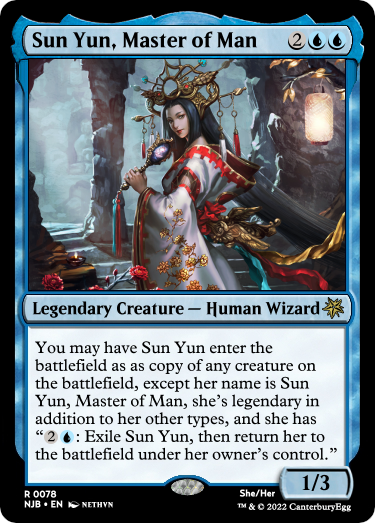 Sun Yun, Master of Man 2
Legendary Creature — Human Wizard
You may have Sun Yun enter the
battlefield as as copy of any creature on
the battlefield, except her name is Sun
Yun, Master of Man, she's legendary in
addition to her other types, and she has
“2: Exile Sun Yun, then return her to
the battlefield under her owner's control.”
1/3
R 0078
NJB • EN NETHVN
She/Her
™ & © 2022 CanterburyEgg